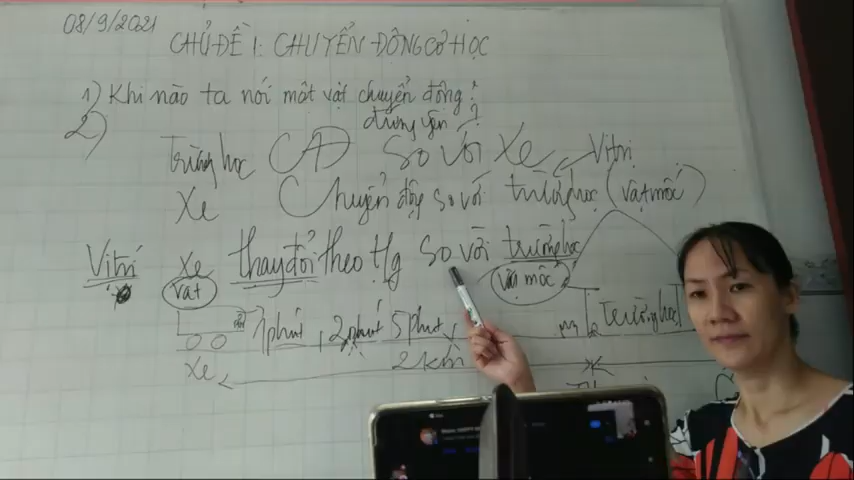 08/9/2021
CHỦ ĐỀ 1: CHUYỂN ĐỘNG CƠ HỌC
1) Khi nào ta nói một vật chuyển động?
đứng yên?
2)
Trường học CĐ so với xe
Vị trí
Xe Chuyển động so với trường học (vật mốc)
Vị trí xe thay đổi theo t/g so với trường học
vật
vật mốc
1 phút, 2 phút 5 phút
Trường học
Xe
2 km